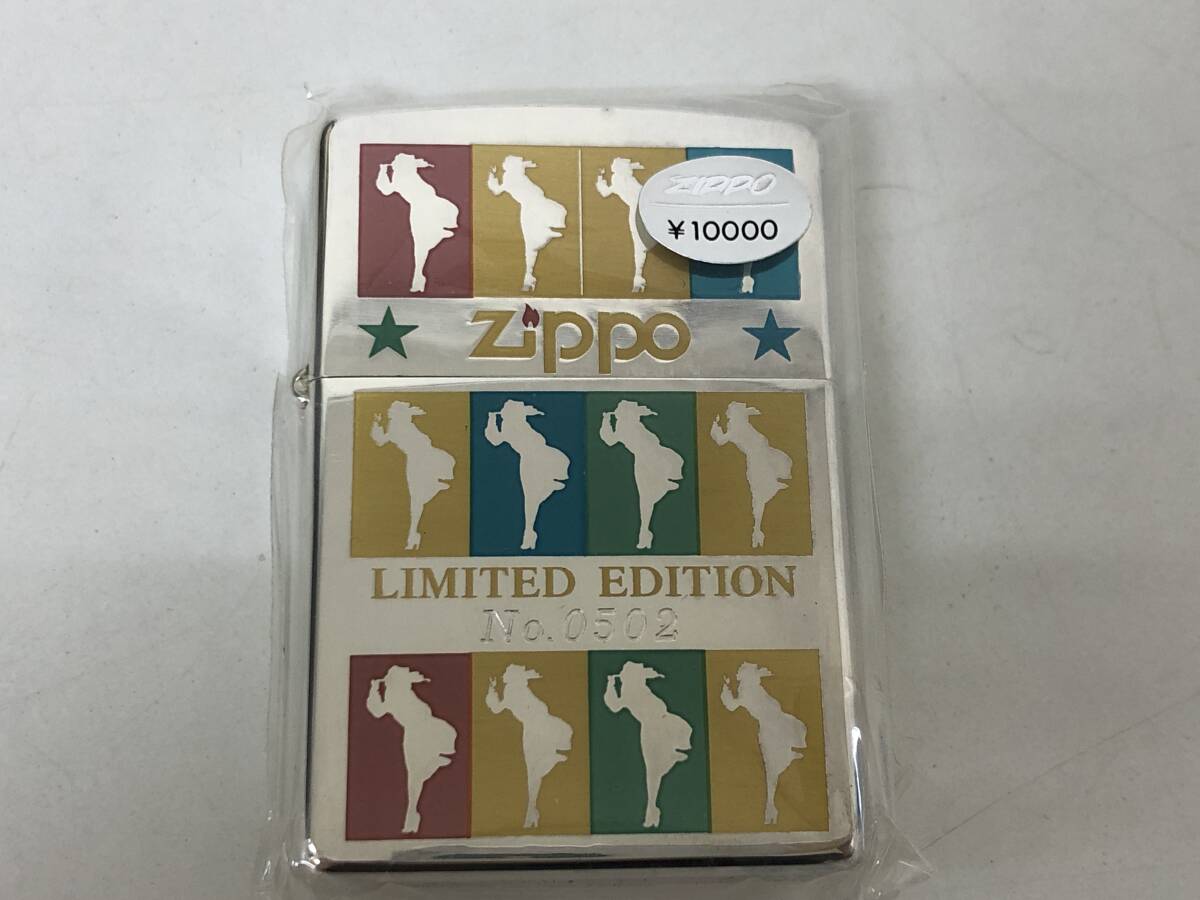 ZIPPO
¥10000
Zippo
LIMITED EDITION
No.0502